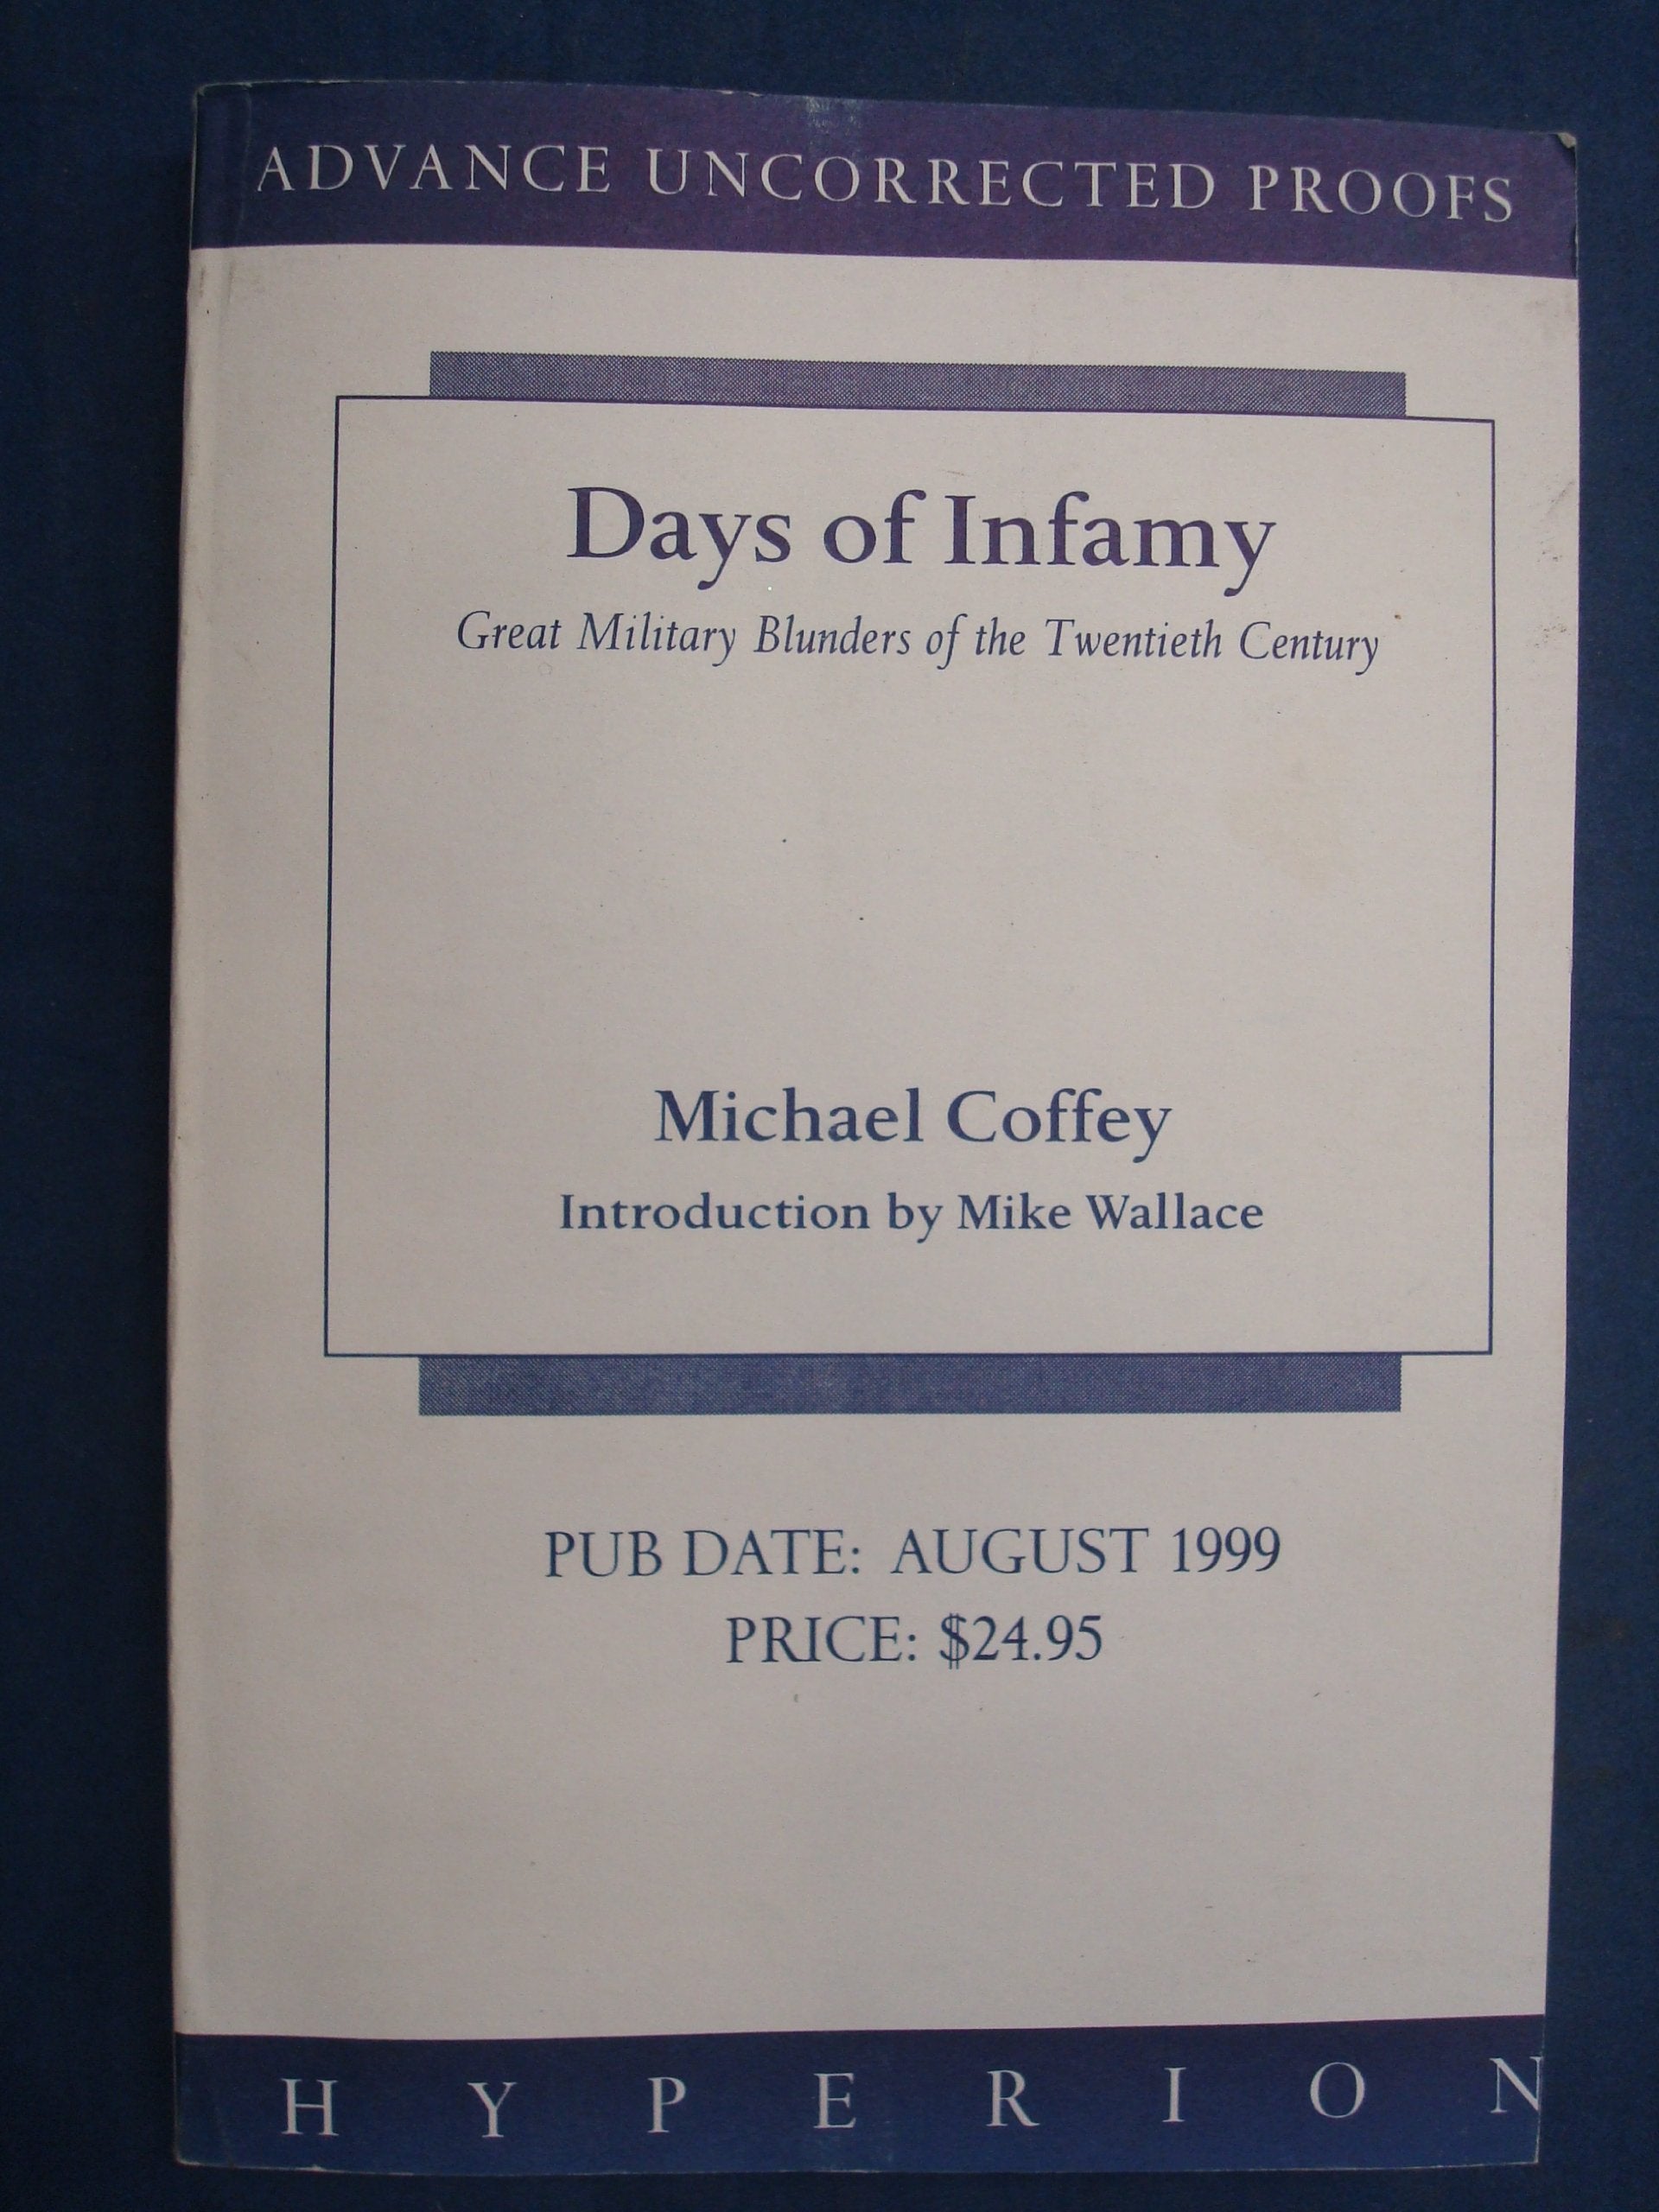 ADVANCE UNCORRECTED PROOFS
Days of Infamy
Great Military Blunders of the Twentieth Century
Michael Coffey
Introduction by Mike Wallace
PUB DATE: AUGUST 1999
PRICE: $24.95
HYPERION